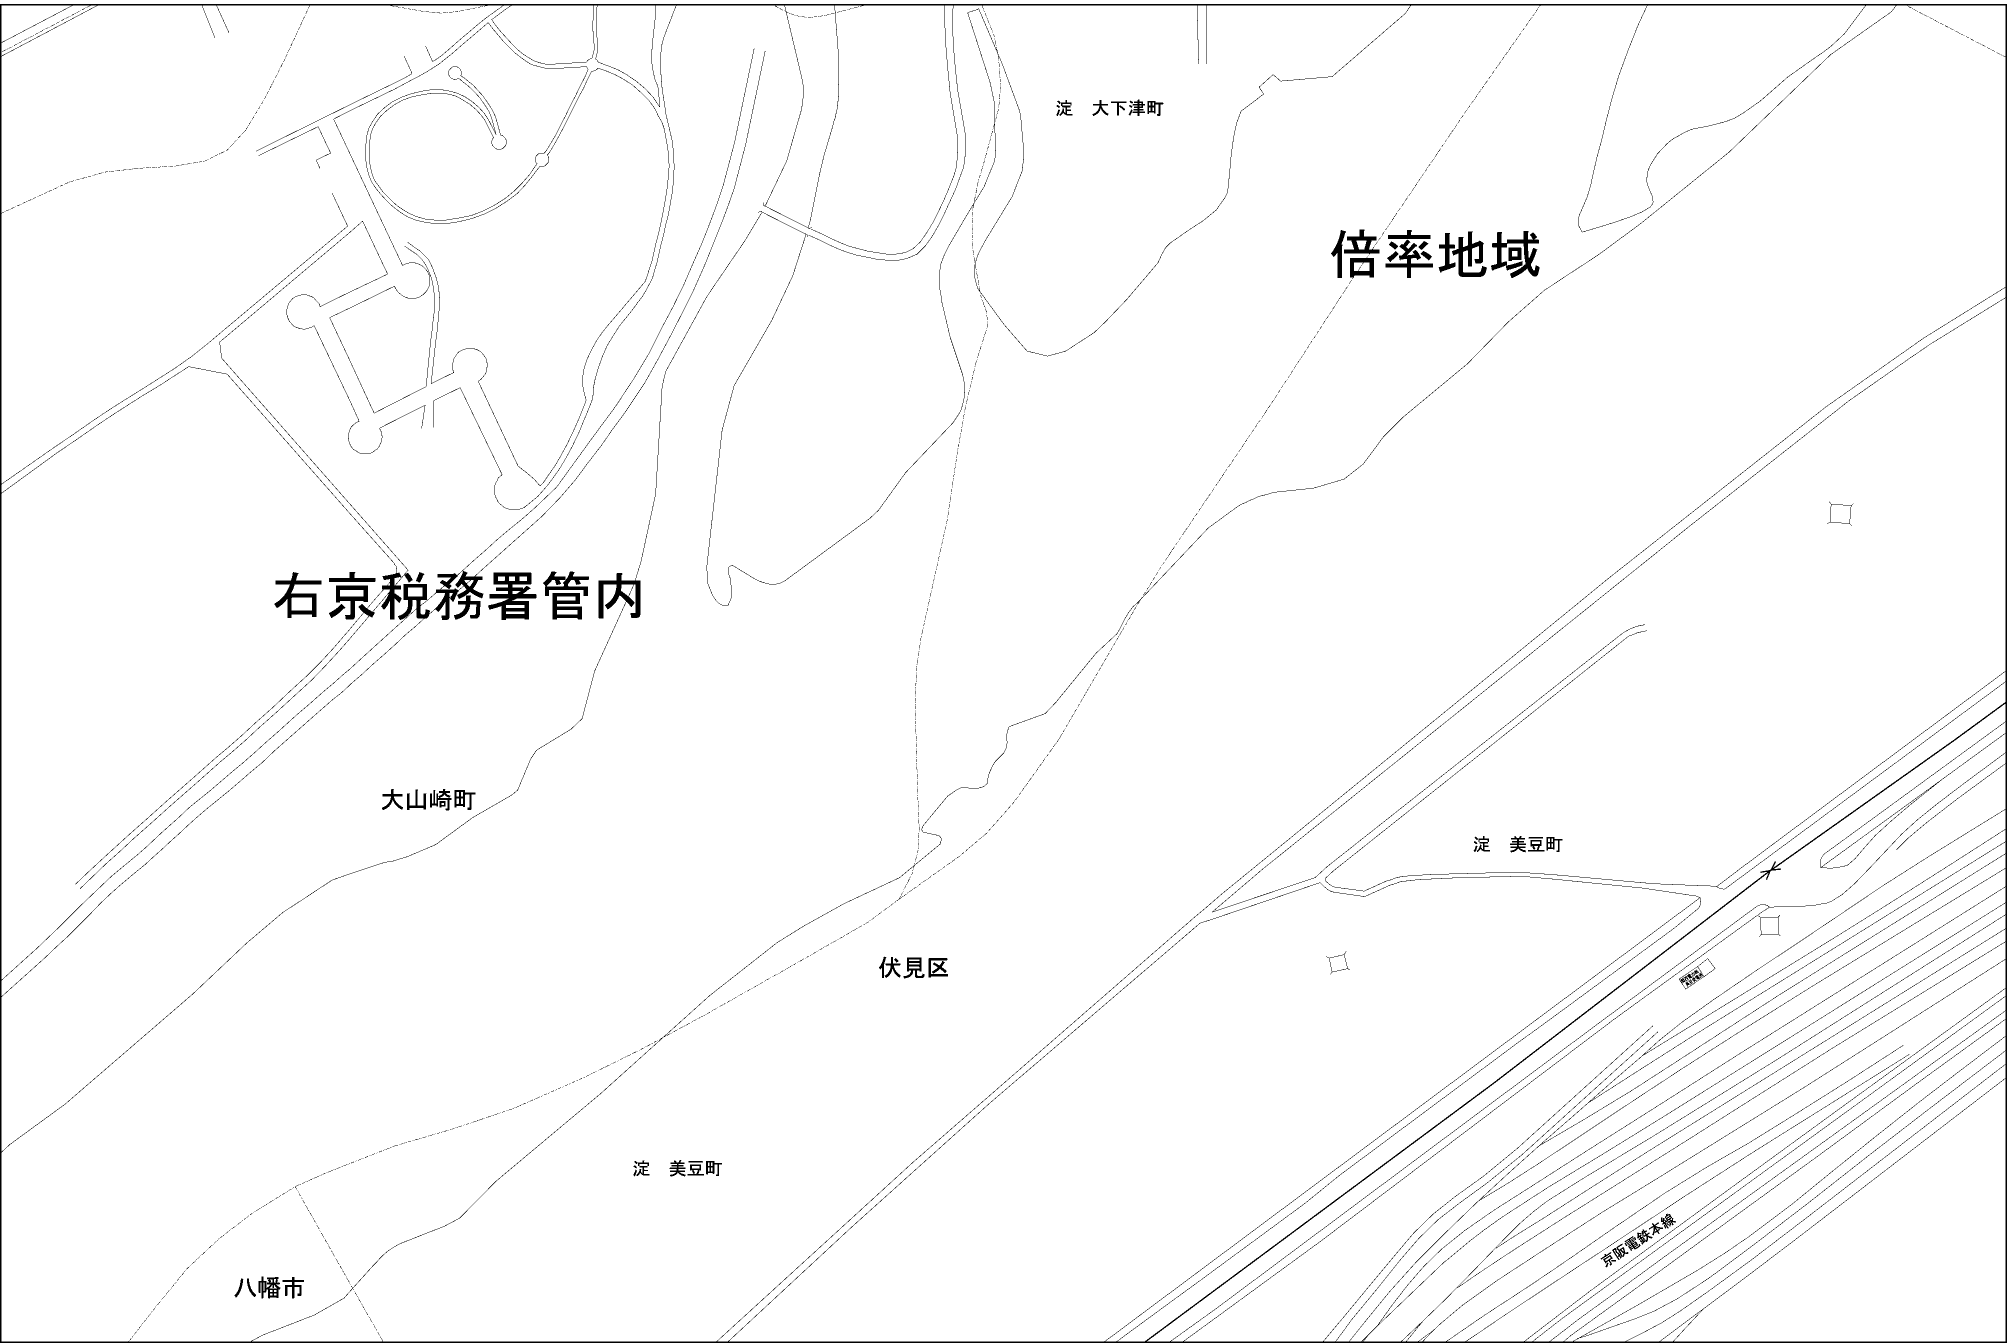 淀　大下津町
倍率地域
右京税務署管内
大山崎町
淀　美豆町
伏見区
淀　美豆町
京阪電鉄本線
八幡市